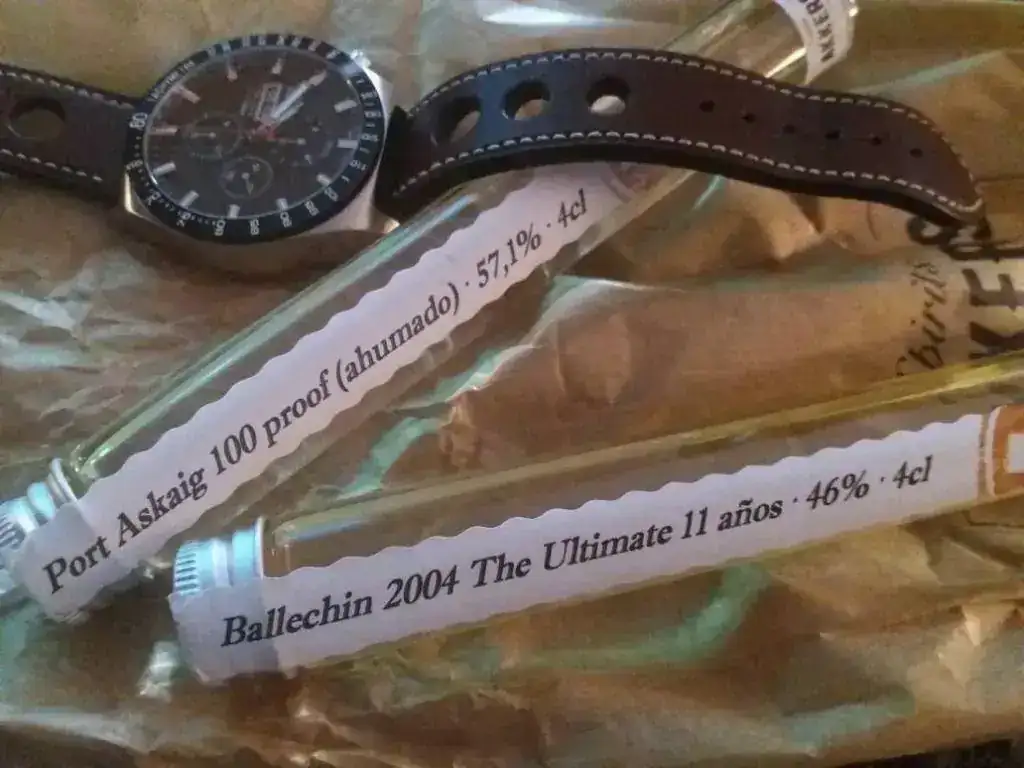 Port Askaig 100 proof (ahumado) · 57,1% · 4cl
Ballechin 2004 The Ultimate 11 años · 46% · 4cl